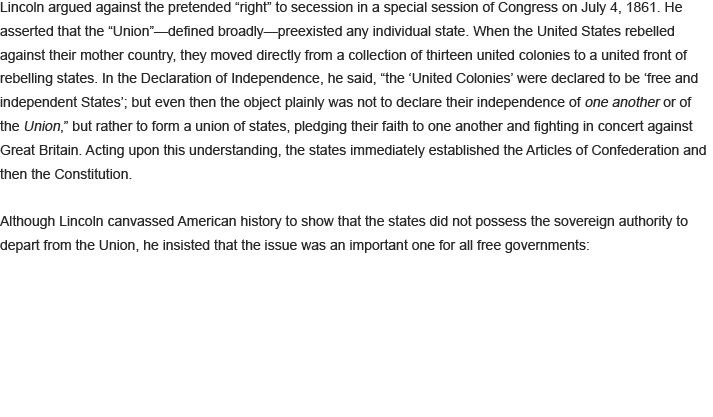 Lincoln argued against the pretended “right” to secession in a special session of Congress on July 4, 1861. He
asserted that the “Union”—defined broadly—preexisted any individual state. When the United States rebelled
against their mother country, they moved directly from a collection of thirteen united colonies to a united front of
rebelling states. In the Declaration of Independence, he said, “the ‘United Colonies’ were declared to be ‘free and
independent States’; but even then the object plainly was not to declare their independence of one another or of
the Union,” but rather to form a union of states, pledging their faith to one another and fighting in concert against
Great Britain. Acting upon this understanding, the states immediately established the Articles of Confederation and
then the Constitution.
Although Lincoln canvassed American history to show that the states did not possess the sovereign authority to
depart from the Union, he insisted that the issue was an important one for all free governments: